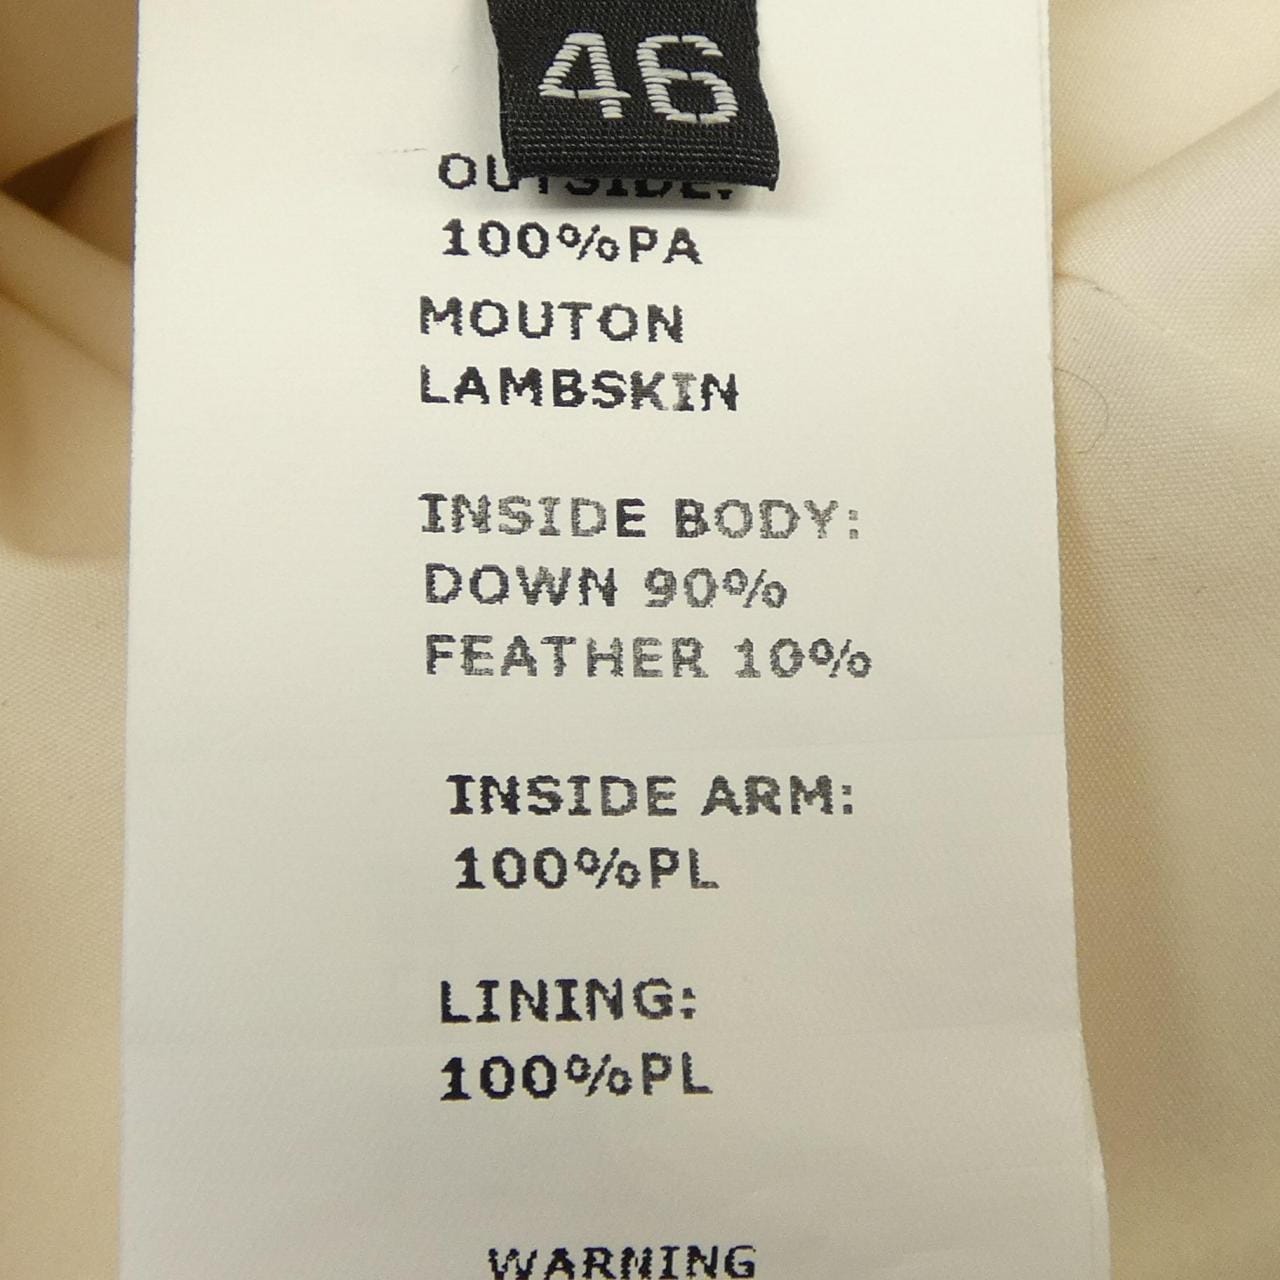 46
OUTSIDE:
100%PA
MOUTON
LAMBSKIN
INSIDE BODY:
DOWN 90%
FEATHER 10%
INSIDE ARM:
100%PL
LINING:
100%PL
WARNING